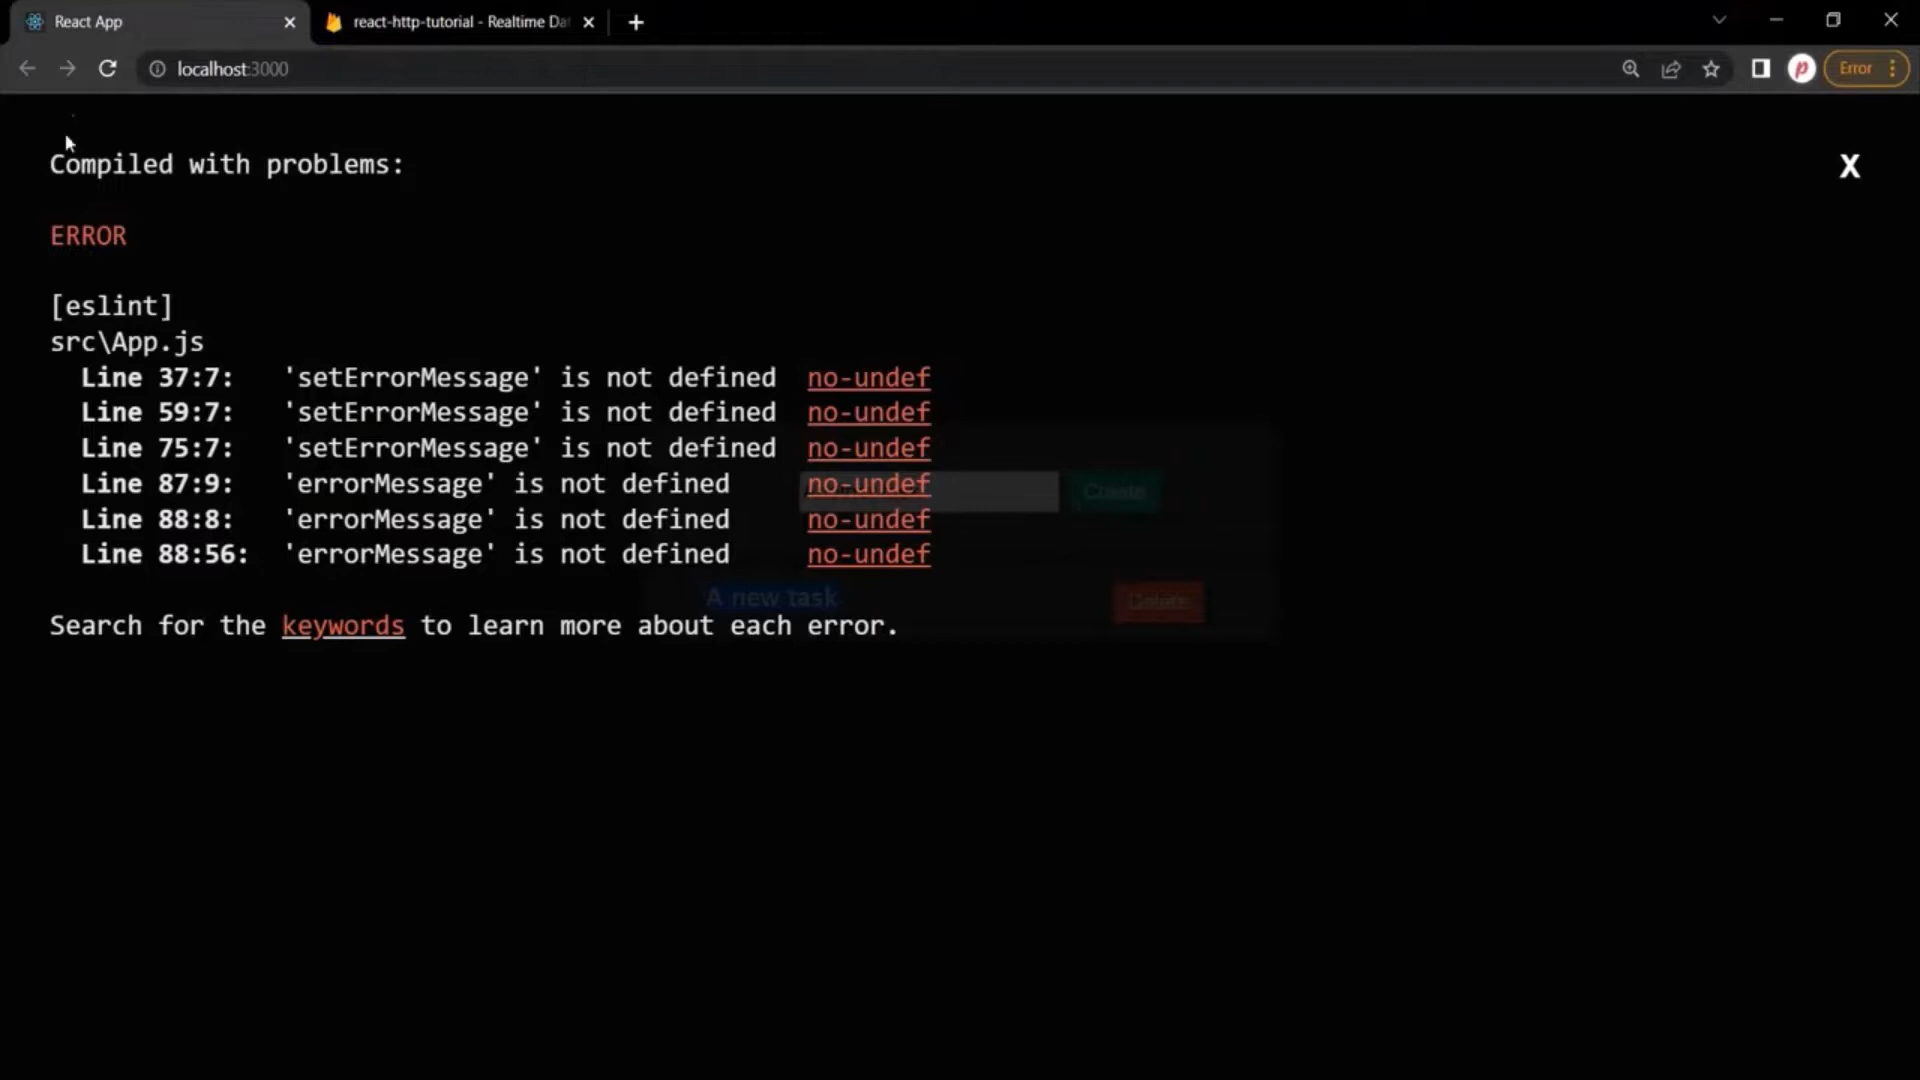 React App
react-http-tutorial - Realtime Da
localhost:3000
Error
Compiled with problems:
X
ERROR
[eslint]
src\App.js
Line 37:7: 'setErrorMessage' is not defined no-undef
Line 59:7: 'setErrorMessage' is not defined no-undef
Line 75:7: 'setErrorMessage' is not defined no-undef
Line 87:9: 'errorMessage' is not defined no-undef
Create
Line 88:8: 'errorMessage' is not defined no-undef
Line 88:56: 'errorMessage' is not defined no-undef
A new task
Delete
Search for the keywords to learn more about each error.